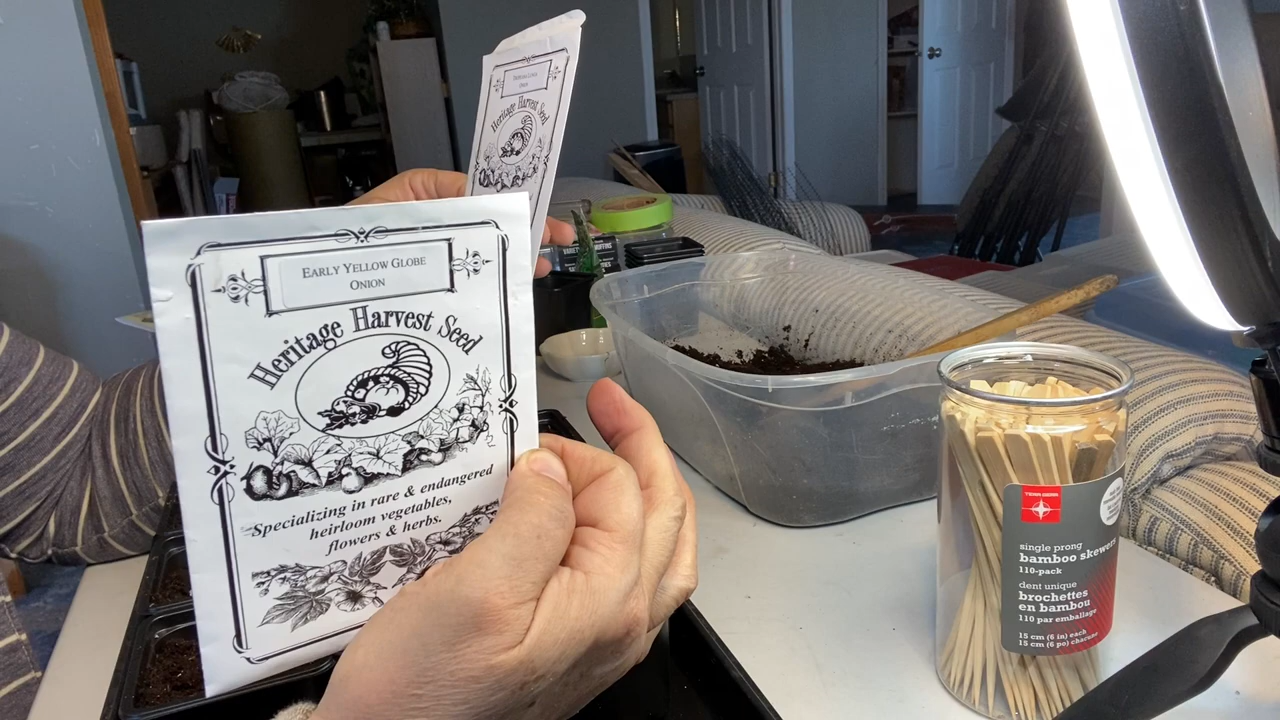 EARLY YELLOW GLOBE
ONION
Heritage Harvest Seed
Specializing in rare & endangered
heirloom vegetables,
flowers & herbs.
ONION
Heritage Harvest Seed
single prong
bamboo skewers
110-pack
dent unique
brochettes
en bambou
110 par emballage
15 cm (6 in) each
15 cm (6 po) chacune